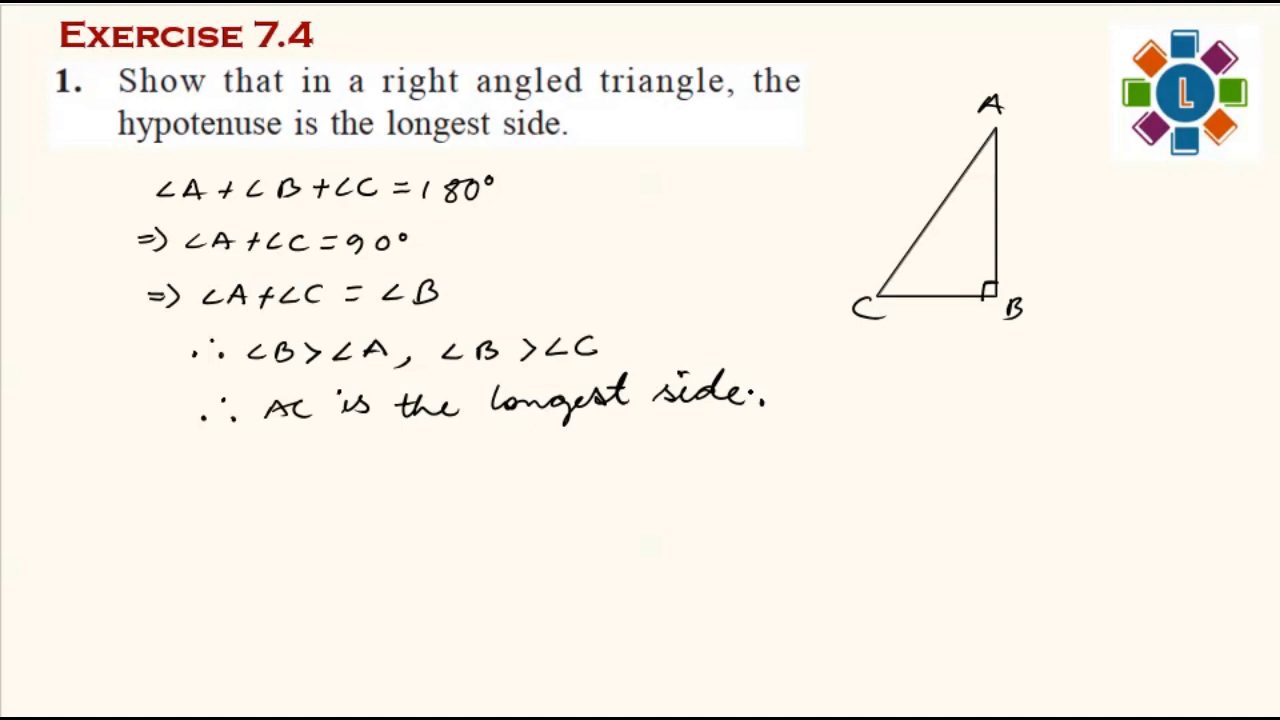 EXERCISE 7.4
1. Show that in a right angled triangle, the
hypotenuse is the longest side.
∠A + ∠B + ∠C = 180°
⇒ ∠A + ∠C = 90°
⇒ ∠A + ∠C = ∠B
∴ ∠B > ∠A, ∠B > ∠C
∴ AC is the longest side.
A
C
B
L